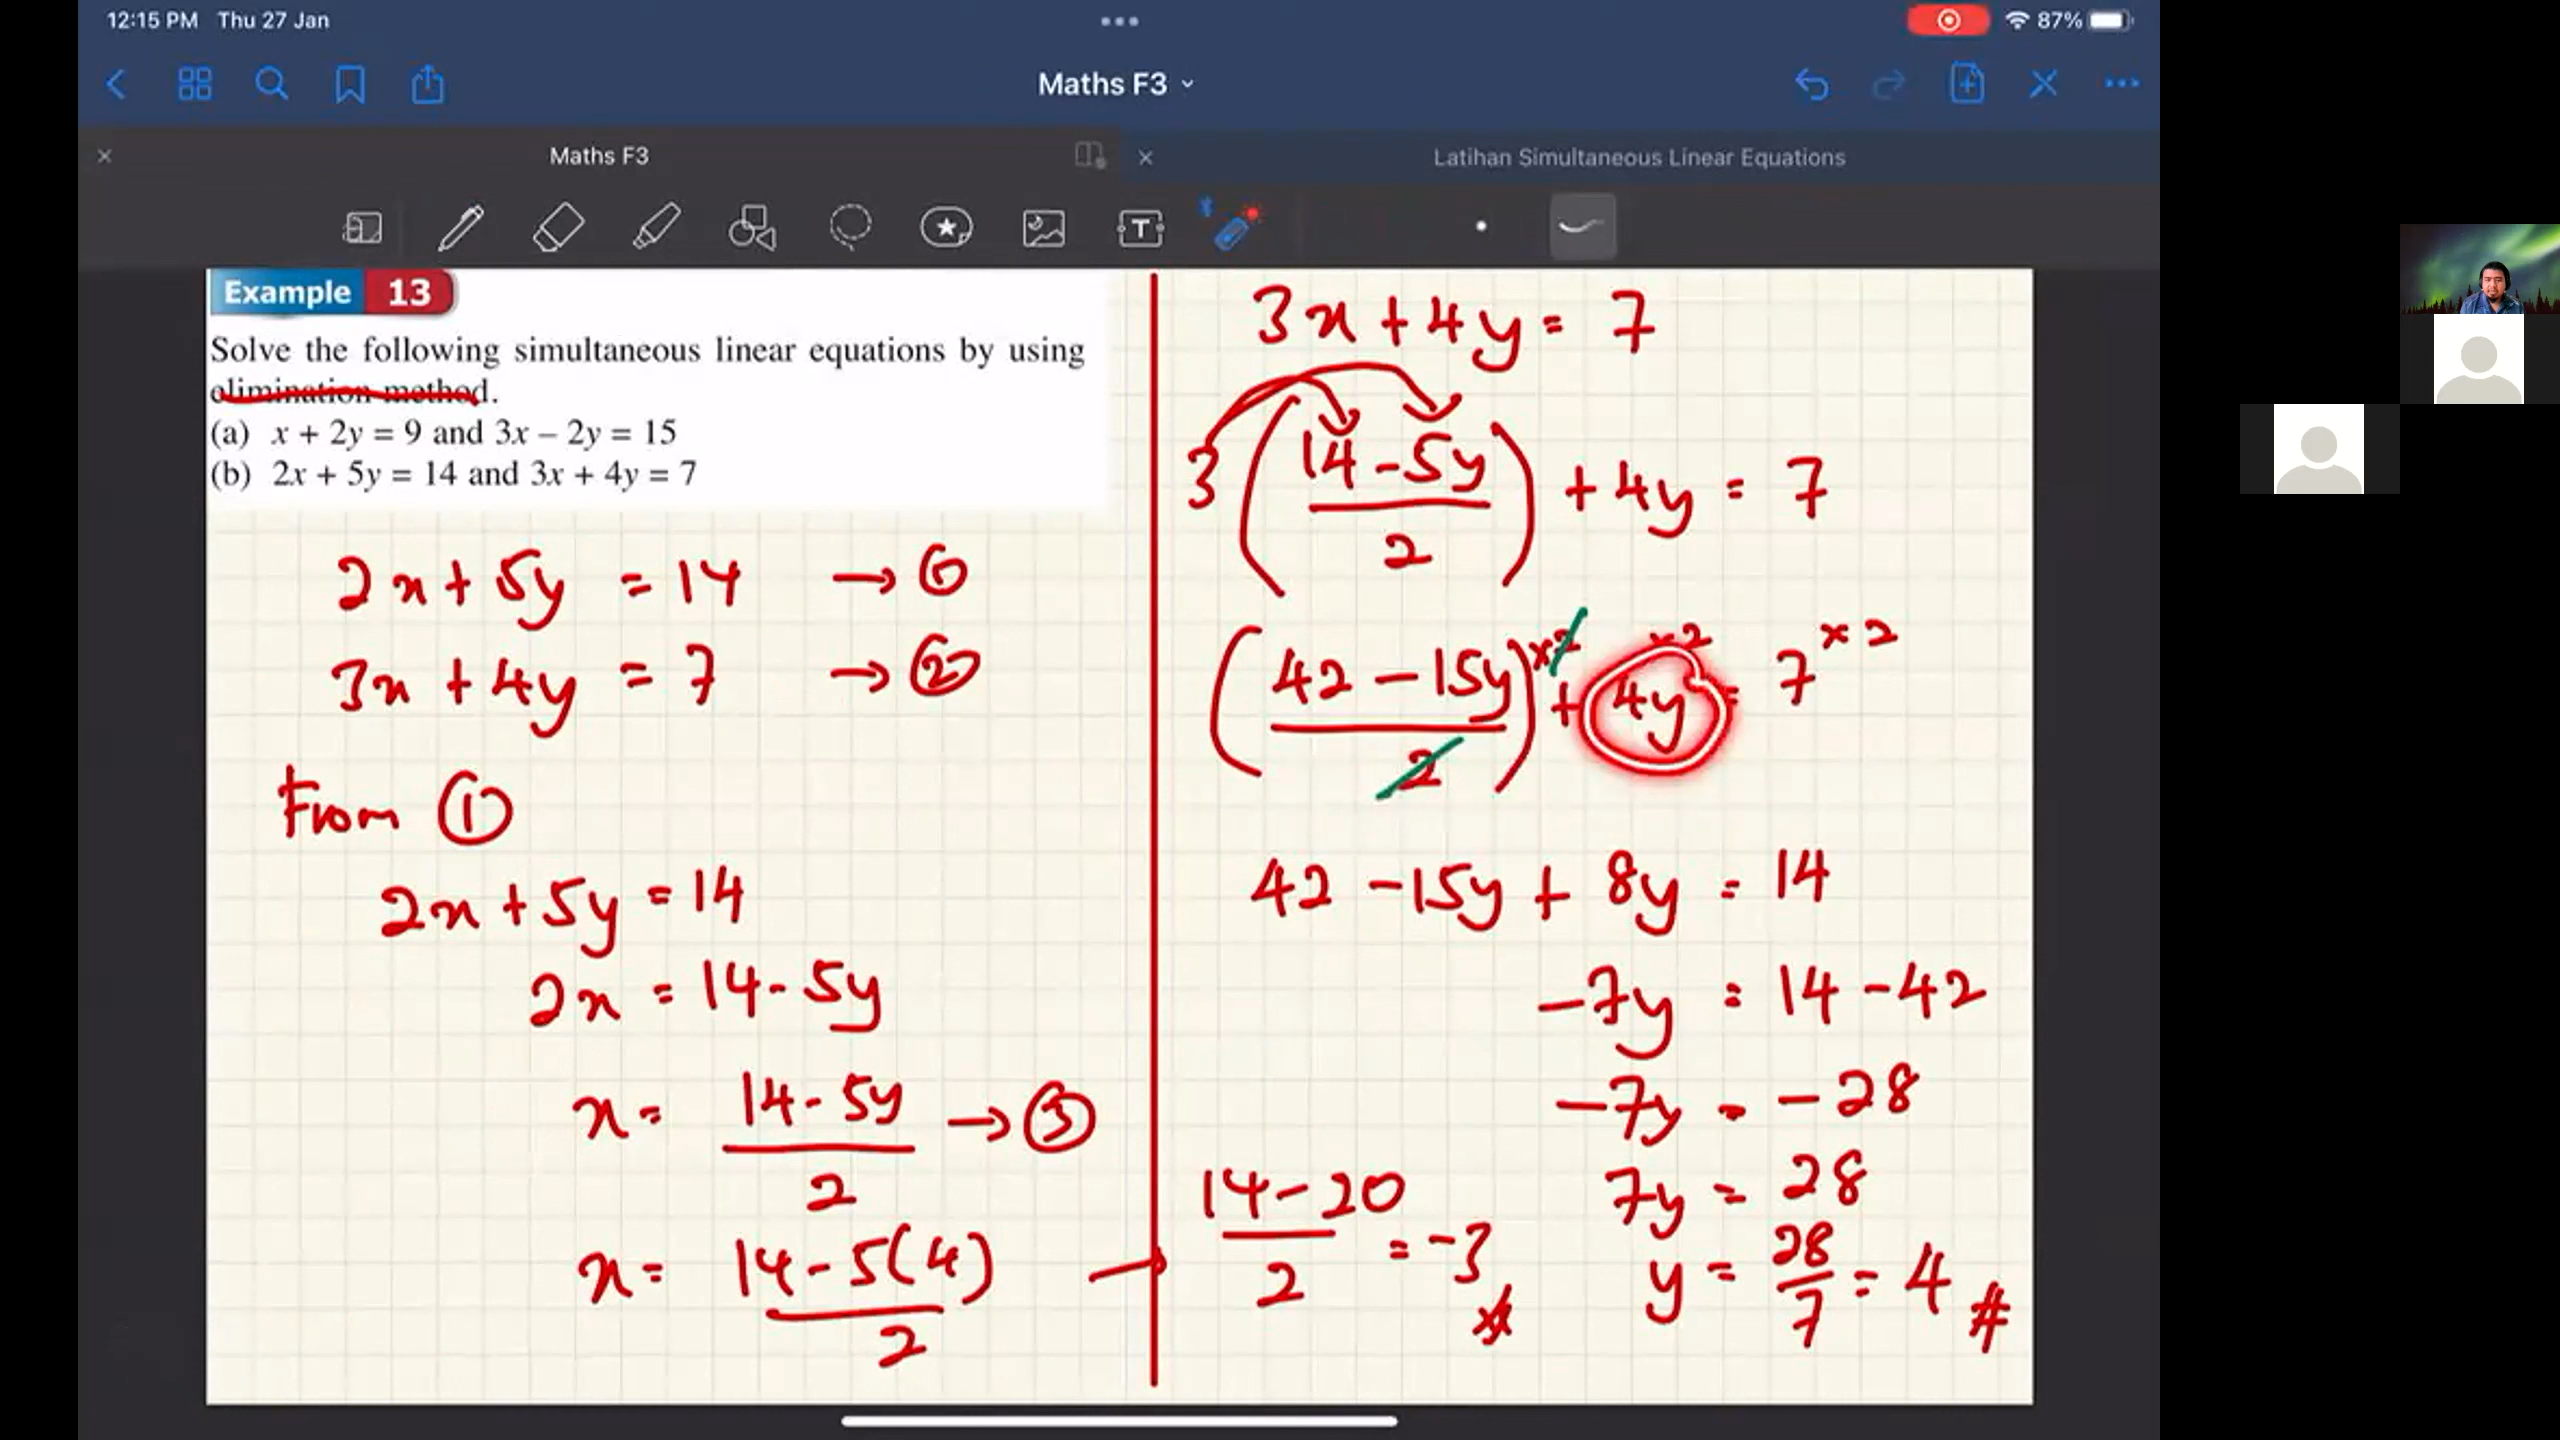 12:15 PM Thu 27 Jan
87%
Maths F3
Maths F3
Latihan Simultaneous Linear Equations
Example 13
Solve the following simultaneous linear equations by using
elimination method.
(a) x + 2y = 9 and 3x – 2y = 15
(b) 2x + 5y = 14 and 3x + 4y = 7
2x + 5y = 14 → ①
3x + 4y = 7 → ②
From ①
2x + 5y = 14
2x = 14 - 5y
x = 14 - 5y → ③
2
x = 14 - 5(4) →
2
3x + 4y = 7
3 ( 14 - 5y ) + 4y = 7
2
( 42 - 15y ) ×2 + 4y ×2 = 7 ×2
2
42 - 15y + 8y = 14
-7y = 14 - 42
-7y = -28
7y = 28
y = 28/7 = 4 #
14 - 20
2 = -3